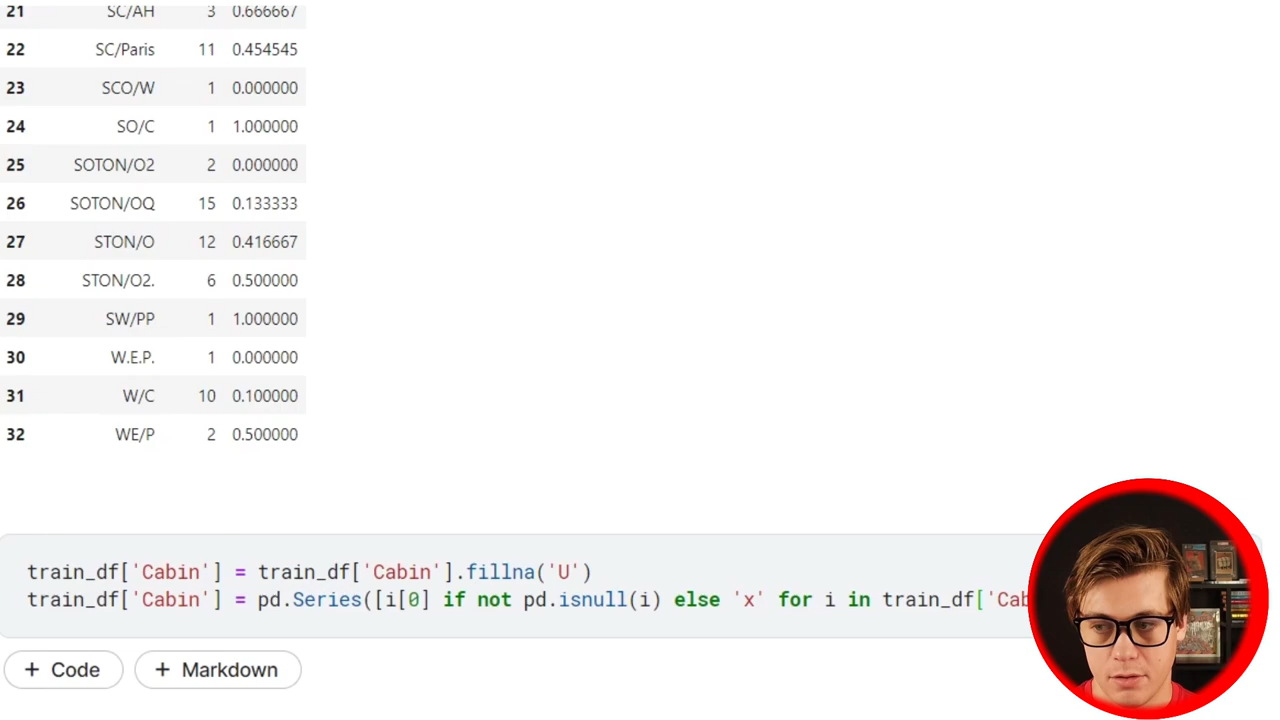 21 SC/AH 3 0.666667
22 SC/Paris 11 0.454545
23 SCO/W 1 0.000000
24 SO/C 1 1.000000
25 SOTON/O2 2 0.000000
26 SOTON/OQ 15 0.133333
27 STON/O 12 0.416667
28 STON/O2. 6 0.500000
29 SW/PP 1 1.000000
30 W.E.P. 1 0.000000
31 W/C 10 0.100000
32 WE/P 2 0.500000
train_df['Cabin'] = train_df['Cabin'].fillna('U')
train_df['Cabin'] = pd.Series([i[0] if not pd.isnull(i) else 'x' for i in train_df['Cab
+ Code + Markdown